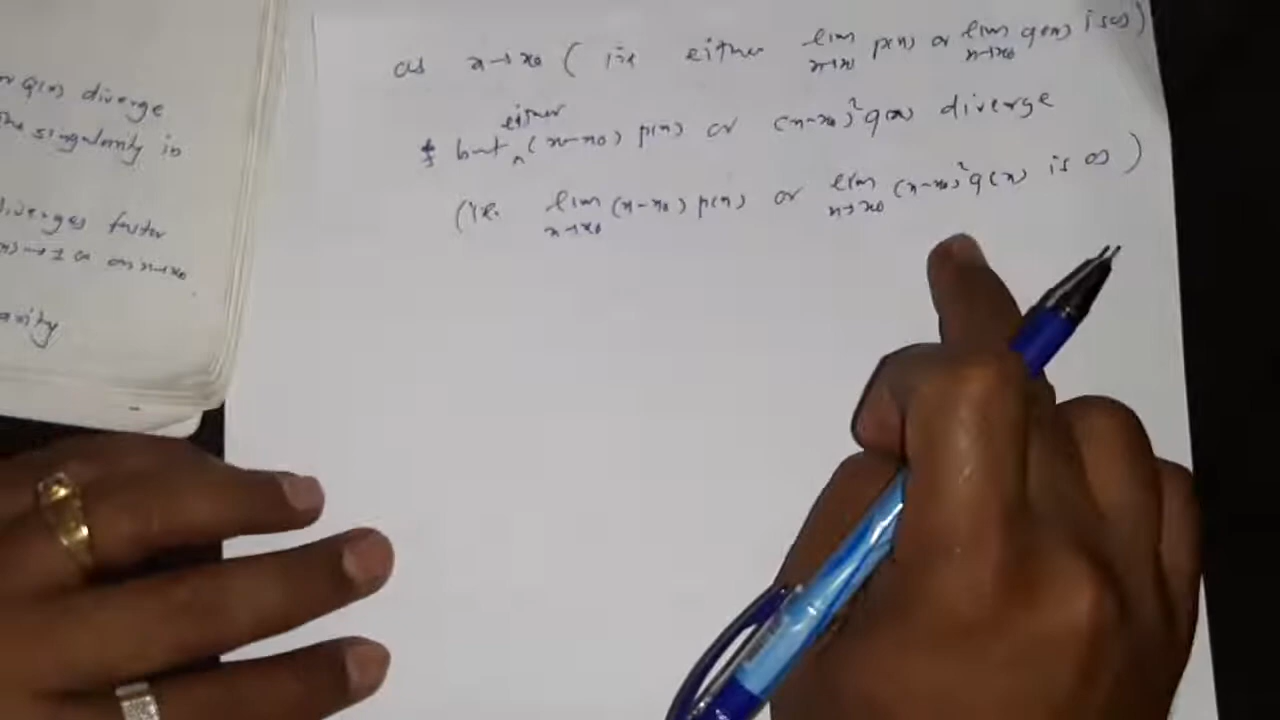 or q(x) diverge
the singularity is
diverges faster
→ ± ∞ as x→x₀
as x→x₀ ( i.e. either lim x→x₀ p(x) or lim x→x₀ q(x) is ∞)
either
but (x-x₀) p(x) or (x-x₀)² q(x) diverge
(i.e. lim x→x₀ (x-x₀) p(x) or lim x→x₀ (x-x₀)² q(x) is ∞ )